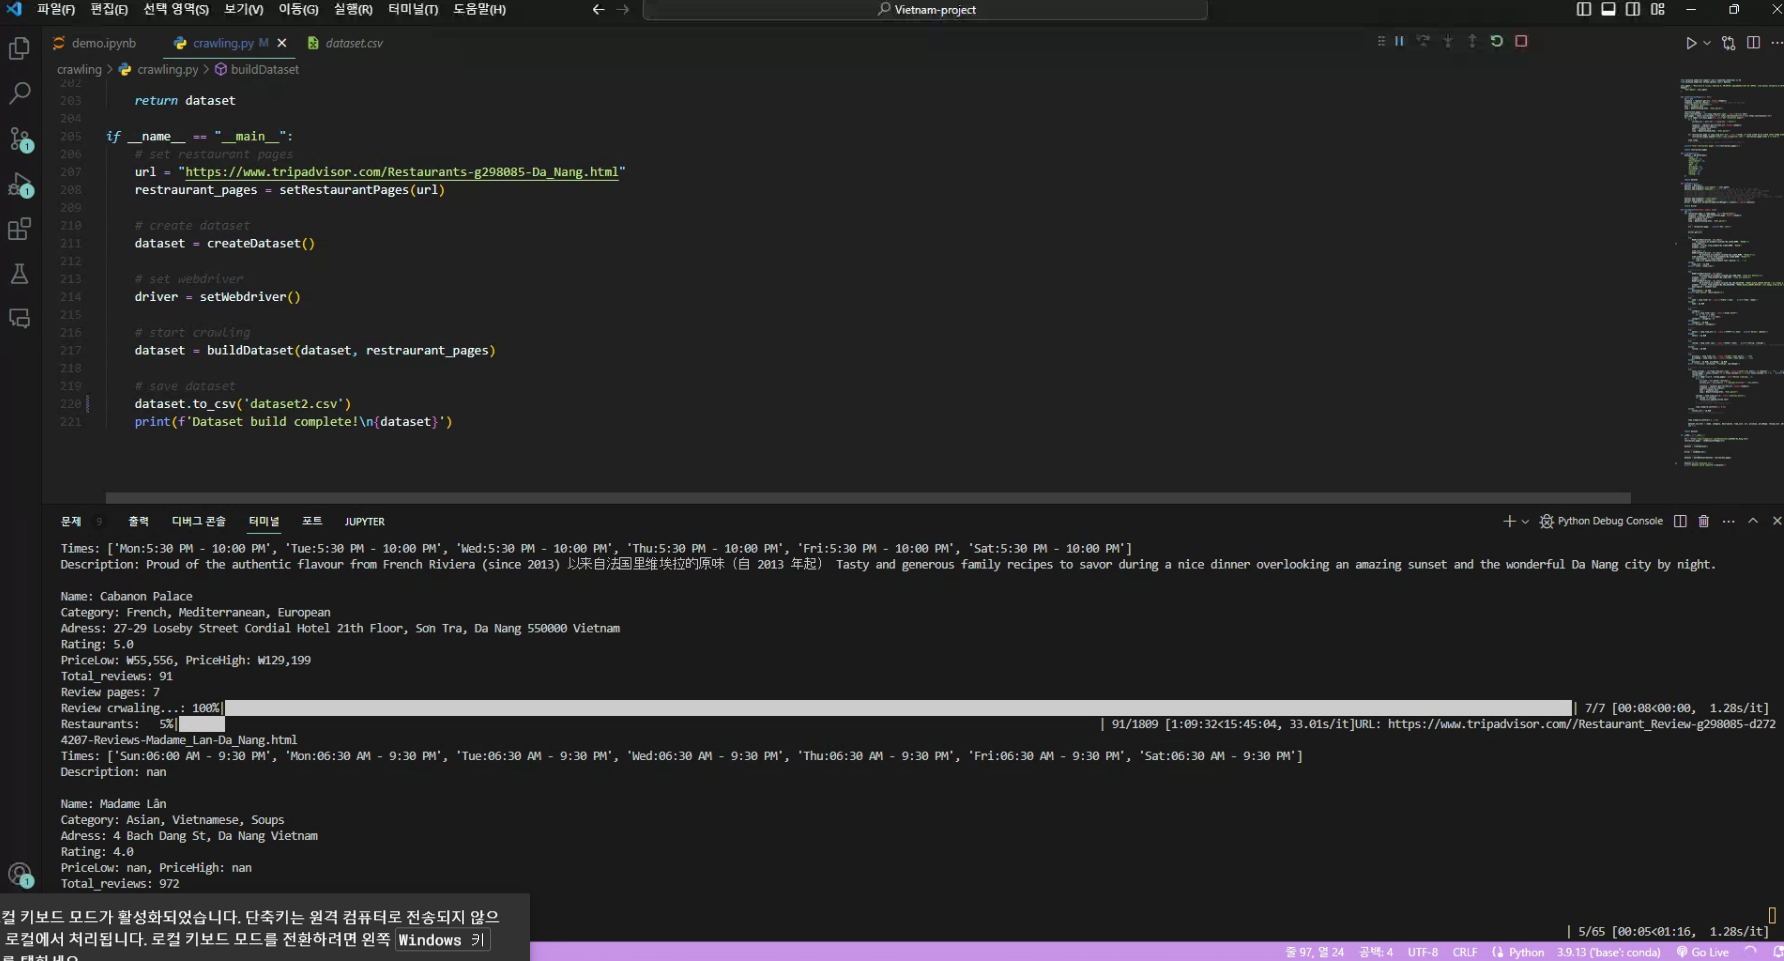 파일(F) 편집(E) 선택 영역(S) 보기(V) 이동(G) 실행(R) 터미널(T) 도움말(H)
Vietnam-project
demo.ipynb crawling.py M dataset.csv
crawling > crawling.py > buildDataset
202
203 return dataset
204
205 if __name__ == "__main__":
206 # set restaurant pages
207 url = "https://www.tripadvisor.com/Restaurants-g298085-Da_Nang.html"
208 restraurant_pages = setRestaurantPages(url)
209
210 # create dataset
211 dataset = createDataset()
212
213 # set webdriver
214 driver = setWebdriver()
215
216 # start crawling
217 dataset = buildDataset(dataset, restraurant_pages)
218
219 # save dataset
220 dataset.to_csv('dataset2.csv')
221 print(f'Dataset build complete!\n{dataset}')
문제 9 출력 디버그 콘솔 터미널 포트 JUPYTER
Python Debug Console
Times: ['Mon:5:30 PM - 10:00 PM', 'Tue:5:30 PM - 10:00 PM', 'Wed:5:30 PM - 10:00 PM', 'Thu:5:30 PM - 10:00 PM', 'Fri:5:30 PM - 10:00 PM', 'Sat:5:30 PM - 10:00 PM']
Description: Proud of the authentic flavour from French Riviera (since 2013) 以来自法国里维埃拉的原味（自 2013 年起） Tasty and generous family recipes to savor during a nice dinner overlooking an amazing sunset and the wonderful Da Nang city by night.
Name: Cabanon Palace
Category: French, Mediterranean, European
Adress: 27-29 Loseby Street Cordial Hotel 21th Floor, Sơn Tra, Da Nang 550000 Vietnam
Rating: 5.0
PriceLow: ₩55,556, PriceHigh: ₩129,199
Total_reviews: 91
Review pages: 7
Review crwaling...: 100%| | 7/7 [00:08<00:00, 1.28s/it]
Restaurants: 5%| | 91/1809 [1:09:32<15:45:04, 33.01s/it]URL: https://www.tripadvisor.com//Restaurant_Review-g298085-d272
4207-Reviews-Madame_Lan-Da_Nang.html
Times: ['Sun:06:00 AM - 9:30 PM', 'Mon:06:30 AM - 9:30 PM', 'Tue:06:30 AM - 9:30 PM', 'Wed:06:30 AM - 9:30 PM', 'Thu:06:30 AM - 9:30 PM', 'Fri:06:30 AM - 9:30 PM', 'Sat:06:30 AM - 9:30 PM']
Description: nan
Name: Madame Lân
Category: Asian, Vietnamese, Soups
Adress: 4 Bach Dang St, Da Nang Vietnam
Rating: 4.0
PriceLow: nan, PriceHigh: nan
Total_reviews: 972
컬 키보드 모드가 활성화되었습니다. 단축키는 원격 컴퓨터로 전송되지 않으
로컬에서 처리됩니다. 로컬 키보드 모드를 전환하려면 왼쪽 Windows 키
| 5/65 [00:05<01:16, 1.28s/it]
줄 97, 열 24 공백: 4 UTF-8 CRLF Python 3.9.13 ('base': conda) Go Live